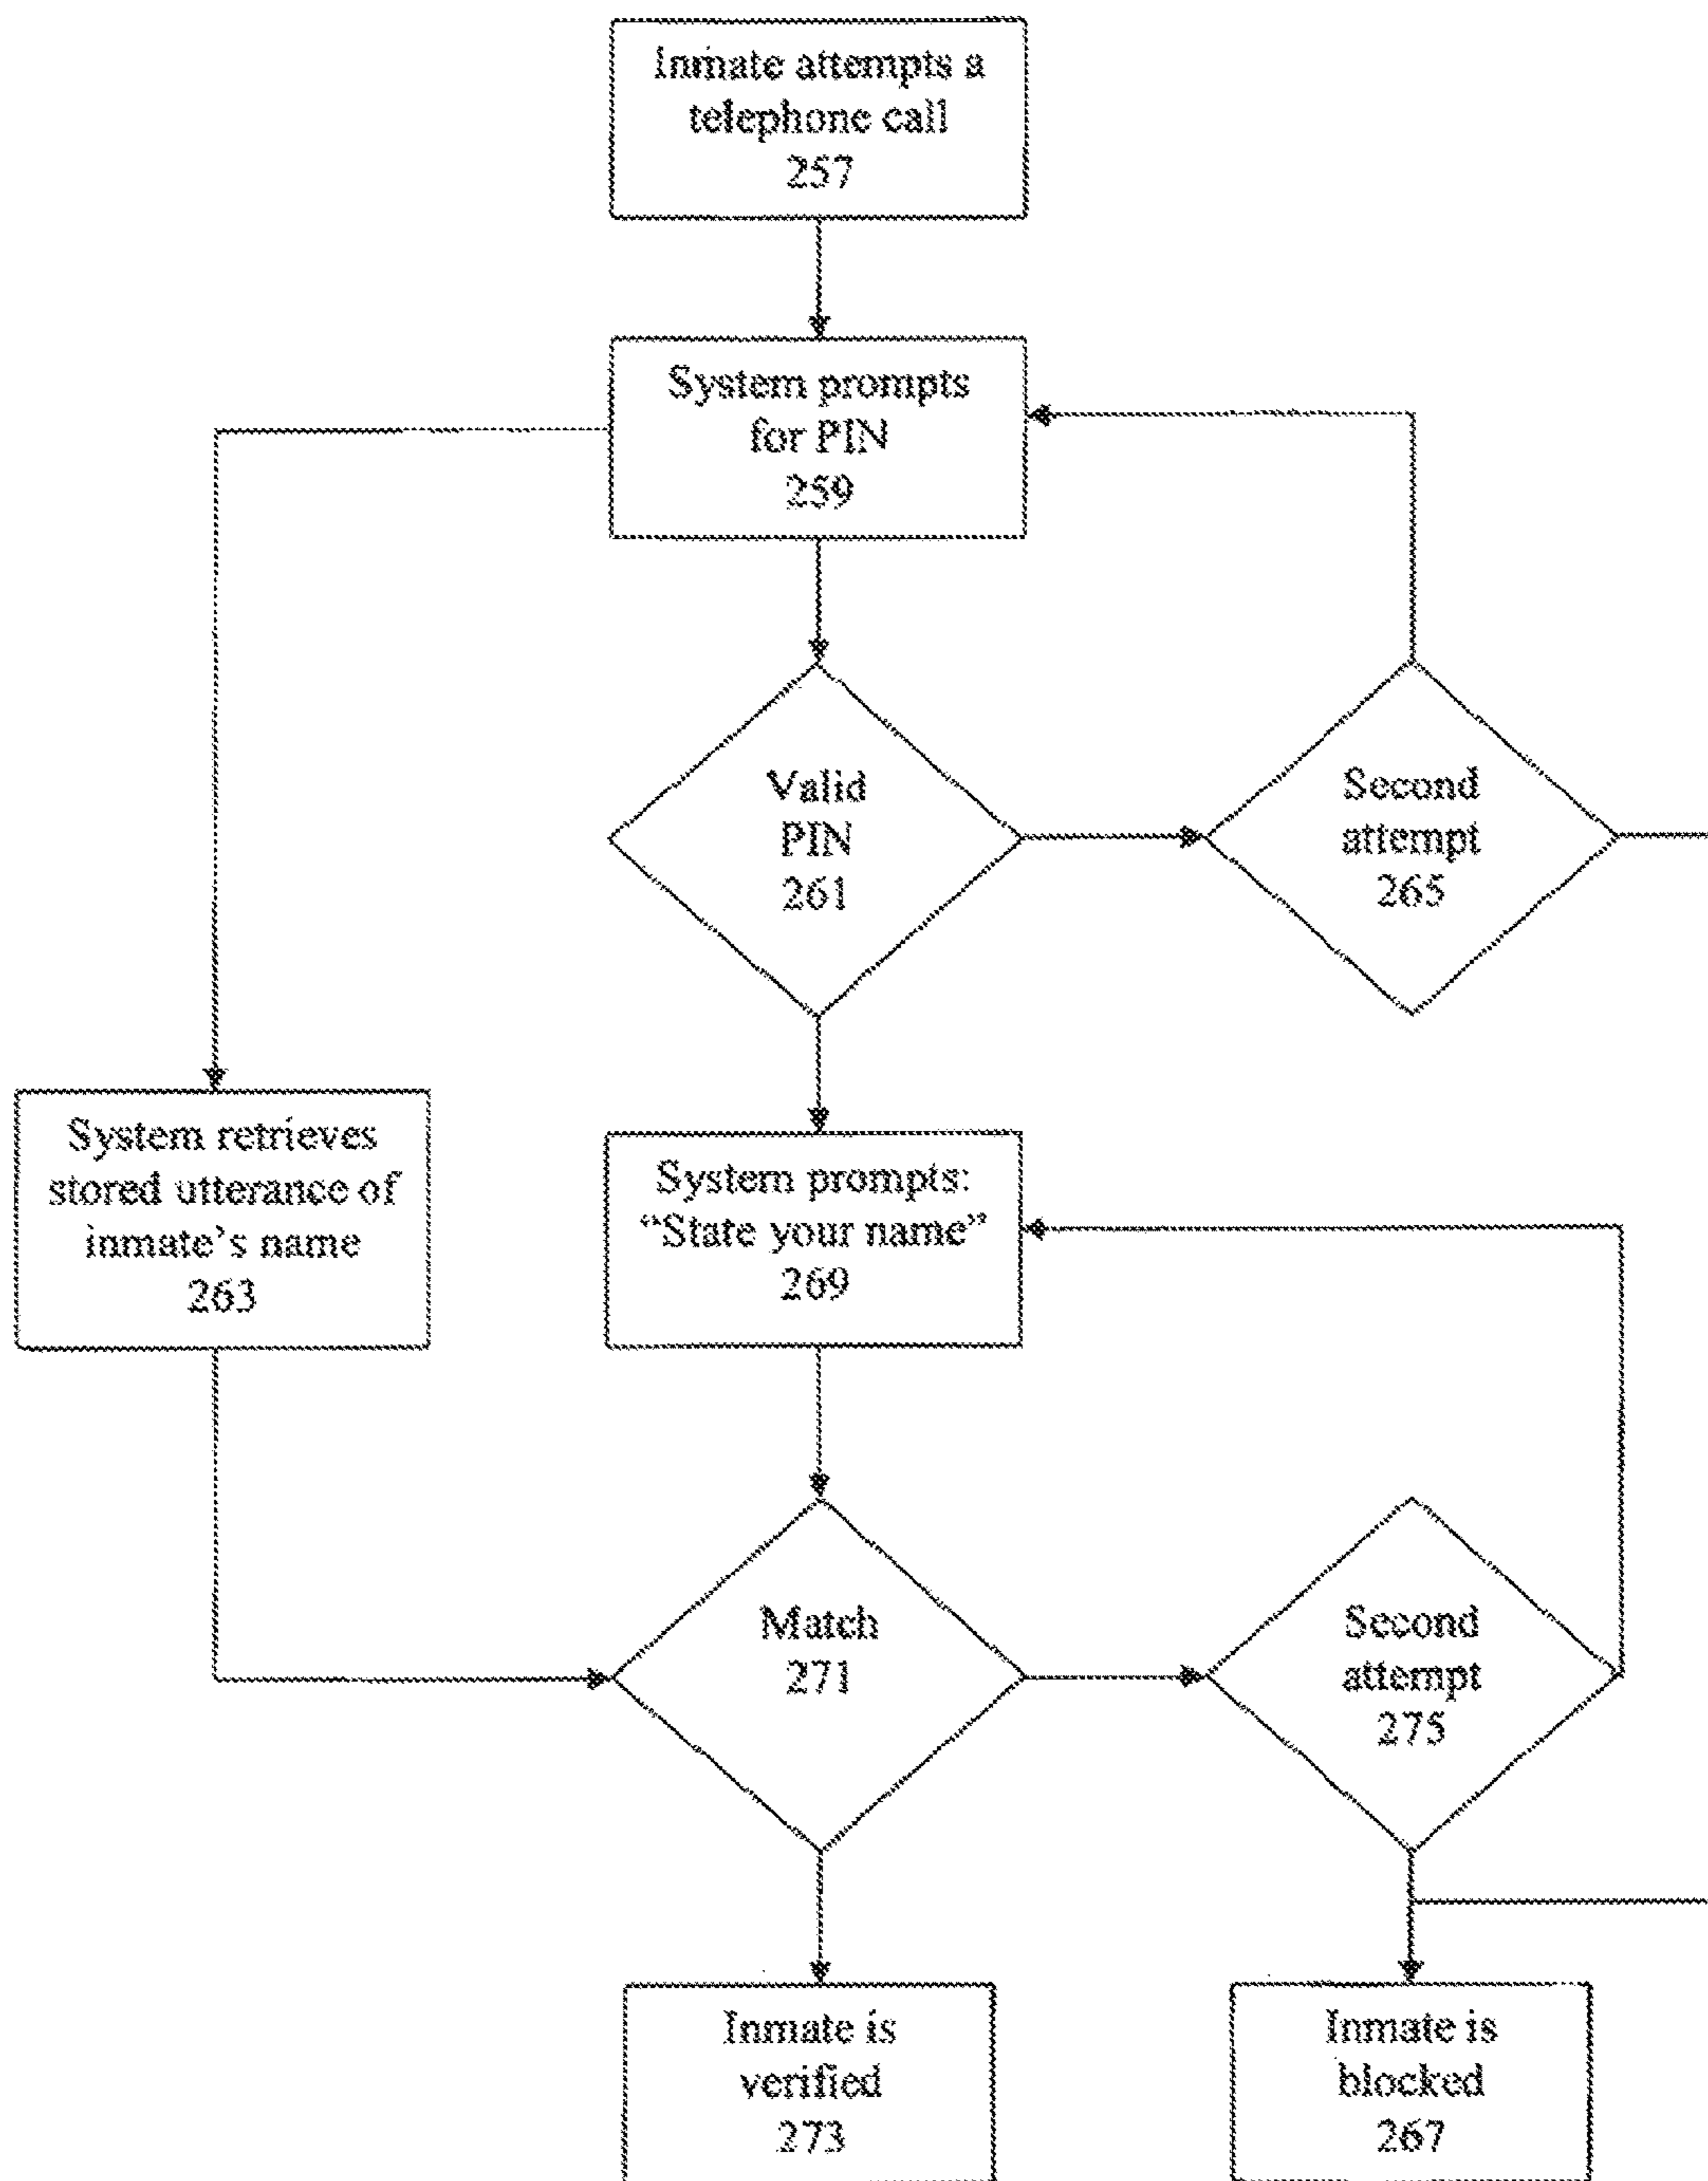 Inmate attempts a
telephone call
257
System prompts
for PIN
259
Valid
PIN
261
Second
attempt
265
System retrieves
stored utterance of
inmate's name
263
System prompts:
“State your name”
269
Match
271
Second
attempt
275
Inmate is
verified
273
Inmate is
blocked
267